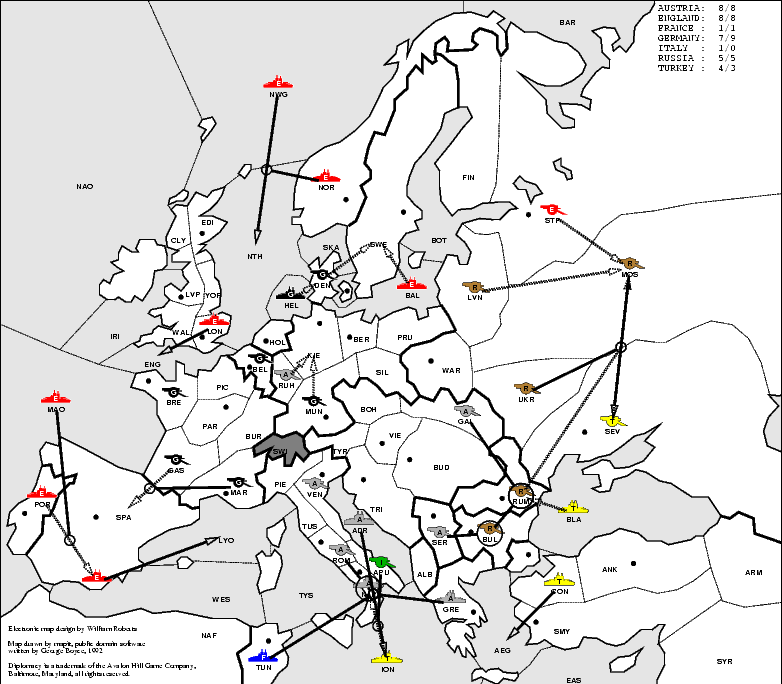 AUSTRIA: 8/8
ENGLAND: 8/8
FRANCE : 1/1
GERMANY: 7/9
ITALY : 1/0
RUSSIA : 5/5
TURKEY : 4/3
BAR
E
NWG
NAO
E
NOR
FIN
E
STP
EDI
CLY
SKA
SWE
BOT
NTH
R
MOS
G
DEN
G
HEL
E
BAL
R
LVN
LVP
YOR
E
LON
WAL
IRI
ENG
HOL
KIE
BER
PRU
G
BEL
A
RUH
SIL
WAR
R
UKR
E
MAO
G
BRE
PIC
G
MUN
BOH
A
GAL
T
SEV
PAR
BUR
SWI
TYR
VIE
BUD
G
GAS
G
MAR
PIE
A
VEN
R
RUM
E
POR
SPA
TRI
T
BLA
A
ADR
TUS
A
SER
R
BUL
LYO
A
ROM
I
APU
ALB
ANK
ARM
E
WES
TYS
A
GRE
T
CON
SMY
NAF
AEG
SYR
F
TUN
T
ION
EAS
Electronic map design by William Roberts
Map drawn by mapit, public domain software
written by George Boyce, 1992
Diplomacy is a trademark of the Avalon Hill Game Company,
Baltimore, Maryland, all rights reserved.